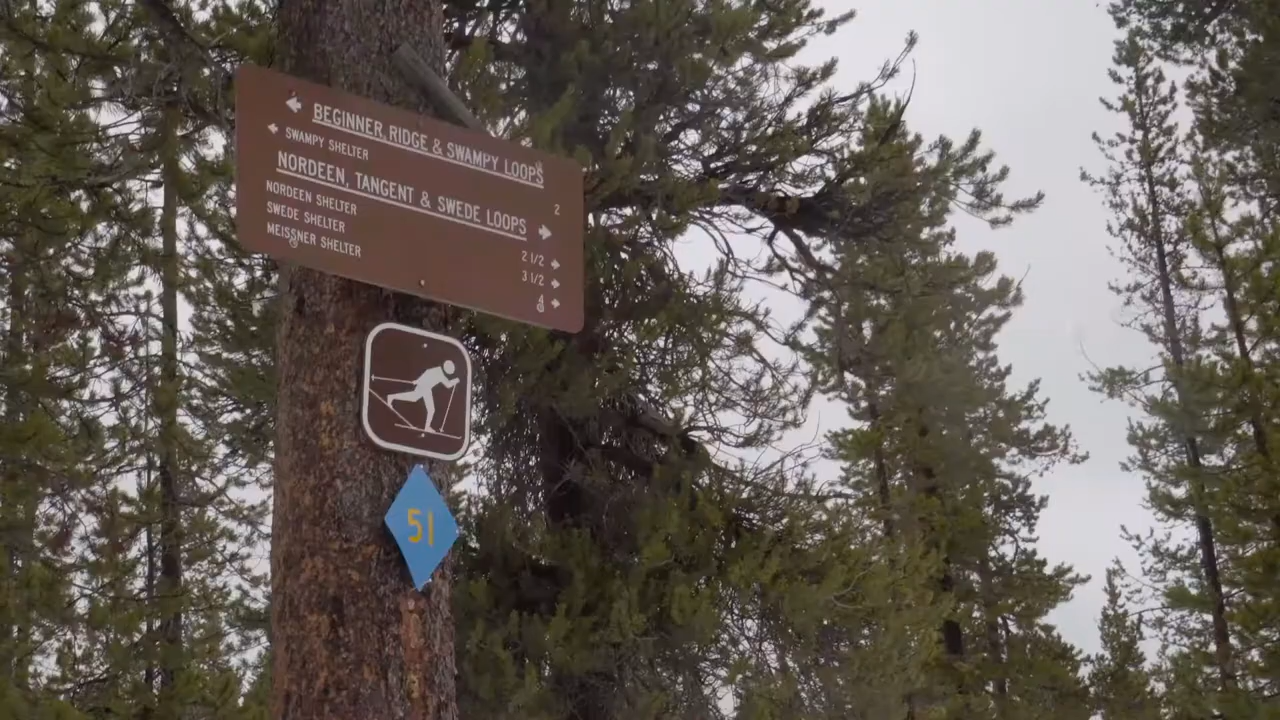 BEGINNER, RIDGE & SWAMPY LOOPS
SWAMPY SHELTER 2
NORDEEN, TANGENT & SWEDE LOOPS
NORDEEN SHELTER 2 1/2
SWEDE SHELTER 3 1/2
MEISSNER SHELTER 4
51